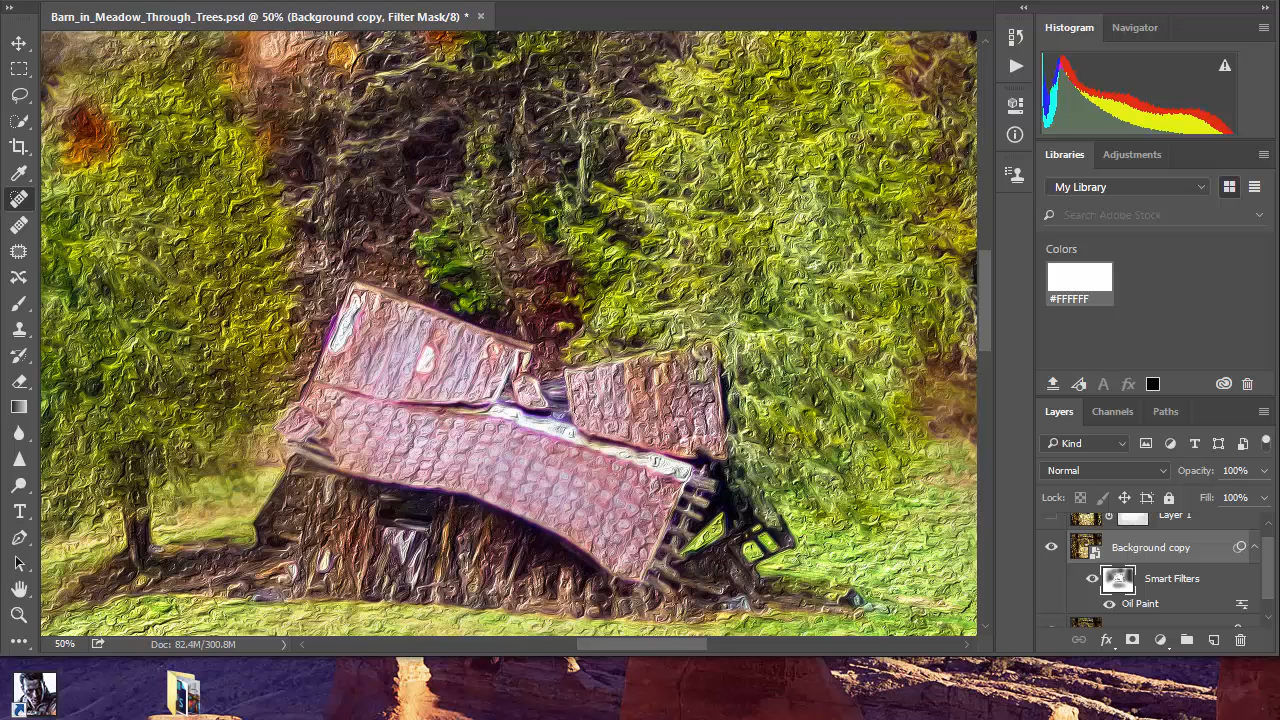 Barn_in_Meadow_Through_Trees.psd @ 50% (Background copy, Filter Mask/8) *
Histogram
Navigator
Libraries
Adjustments
My Library
Search Adobe Stock
Colors
#FFFFFF
Layers
Channels
Paths
Kind
Normal
Opacity: 100%
Lock:
Fill: 100%
Layer 1
Background copy
Smart Filters
Oil Paint
50%
Doc: 82.4M/300.8M